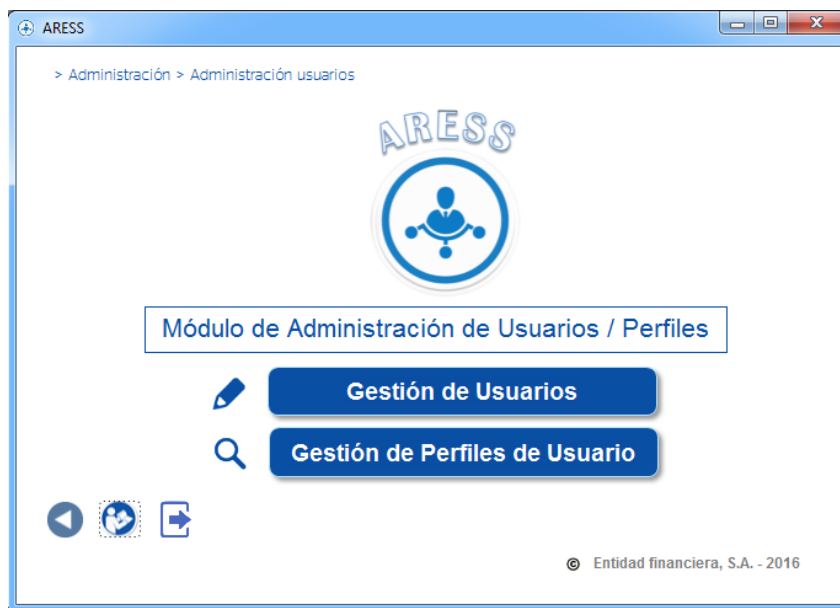 ARESS
> Administración > Administración usuarios
ARESS
Módulo de Administración de Usuarios / Perfiles
Gestión de Usuarios
Gestión de Perfiles de Usuario
© Entidad financiera, S.A. - 2016